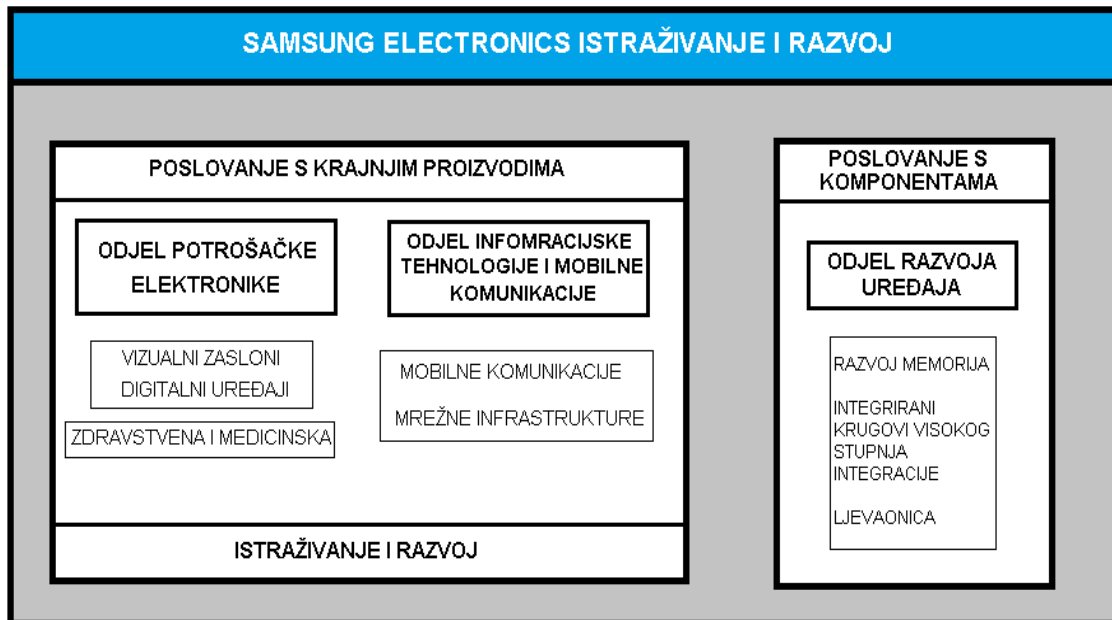 SAMSUNG ELECTRONICS ISTRAŽIVANJE I RAZVOJ
POSLOVANJE S KRAJNJIM PROIZVODIMA
ODJEL POTROŠAČKE
ELEKTRONIKE
VIZUALNI ZASLONI
DIGITALNI UREĐAJI
ZDRAVSTVENA I MEDICINSKA
ODJEL INFOMRACIJSKE
TEHNOLOGIJE I MOBILNE
KOMUNIKACIJE
MOBILNE KOMUNIKACIJE
MREŽNE INFRASTRUKTURE
ISTRAŽIVANJE I RAZVOJ
POSLOVANJE S
KOMPONENTAMA
ODJEL RAZVOJA
UREĐAJA
RAZVOJ MEMORIJA
INTEGRIRANI
KRUGOVI VISOKOG
STUPNJA
INTEGRACIJE
LJEVAONICA